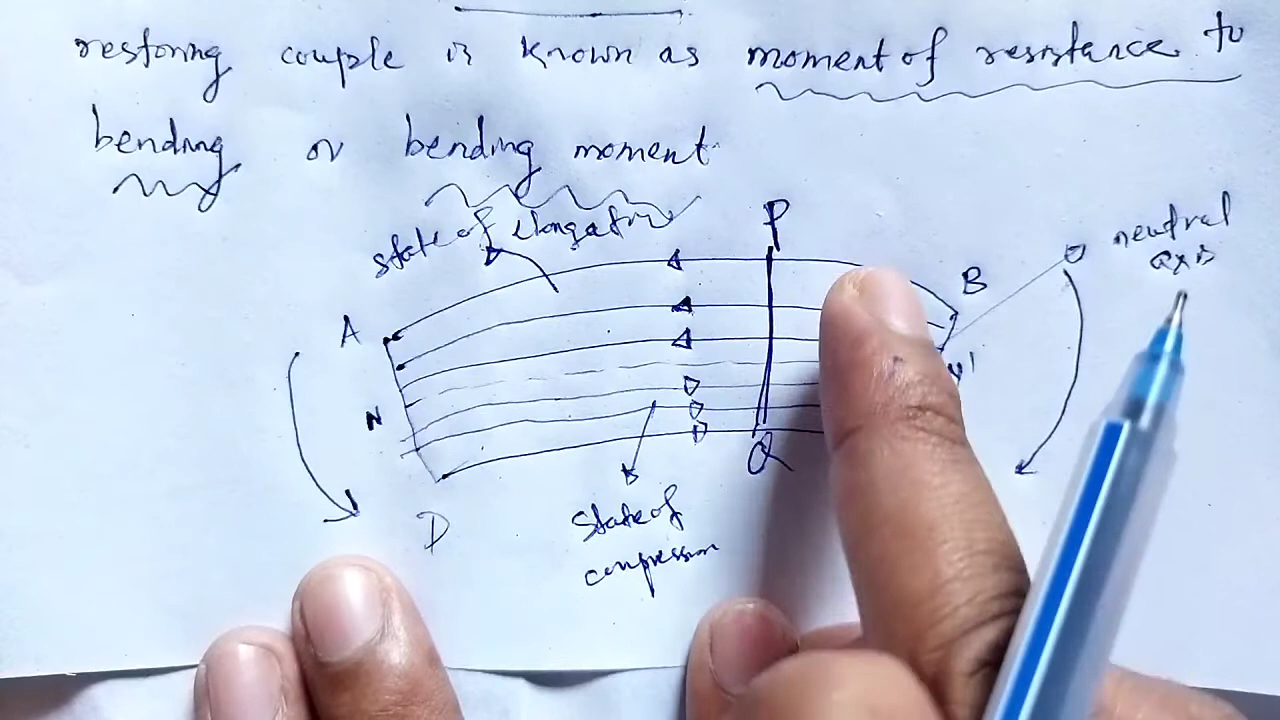 restoring couple is known as moment of resistance to
bending or bending moment
state of elongation
P
neutral
axis
B
A
N
N'
Q
D
State of
compression